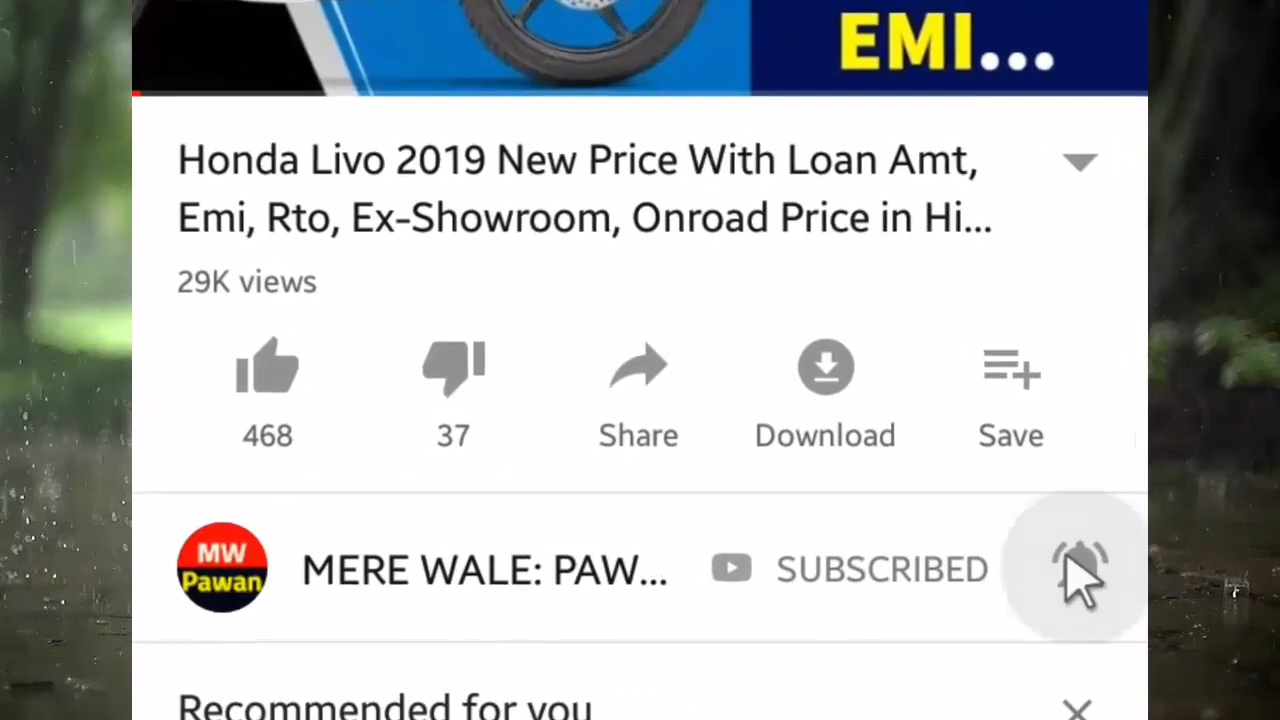 EMI...
Honda Livo 2019 New Price With Loan Amt,
Emi, Rto, Ex-Showroom, Onroad Price in Hi...
29K views
468 37 Share Download Save
MW
Pawan
MERE WALE: PAW... SUBSCRIBED
Recommended for you